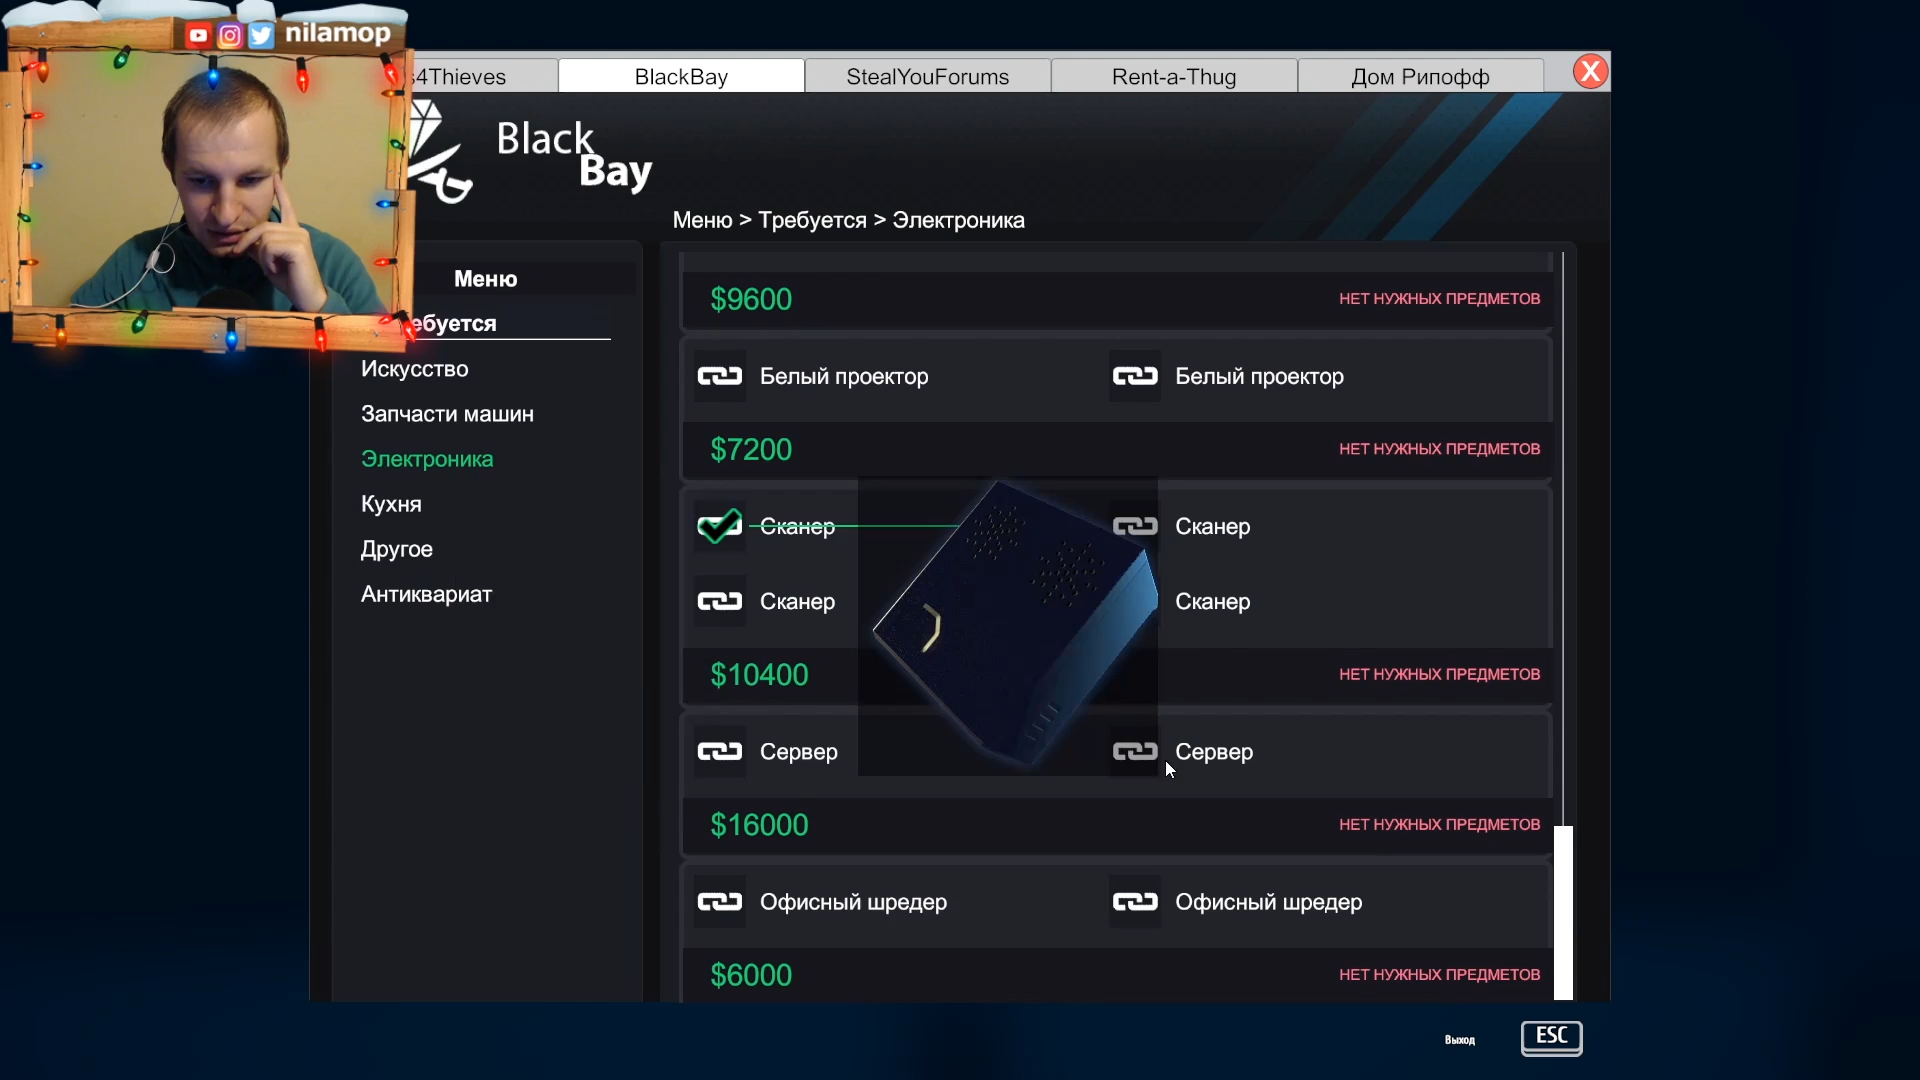 nilamop
s4Thieves
BlackBay
StealYouForums
Rent-a-Thug
Дом Рипофф
X
Black
Bay
Меню > Требуется > Электроника
Меню
ебуется
Искусство
Запчасти машин
Электроника
Кухня
Другое
Антиквариат
$9600 НЕТ НУЖНЫХ ПРЕДМЕТОВ
Белый проектор Белый проектор
$7200 НЕТ НУЖНЫХ ПРЕДМЕТОВ
Сканер Сканер
Сканер Сканер
$10400 НЕТ НУЖНЫХ ПРЕДМЕТОВ
Сервер Сервер
$16000 НЕТ НУЖНЫХ ПРЕДМЕТОВ
Офисный шредер Офисный шредер
$6000 НЕТ НУЖНЫХ ПРЕДМЕТОВ
Выход ESC